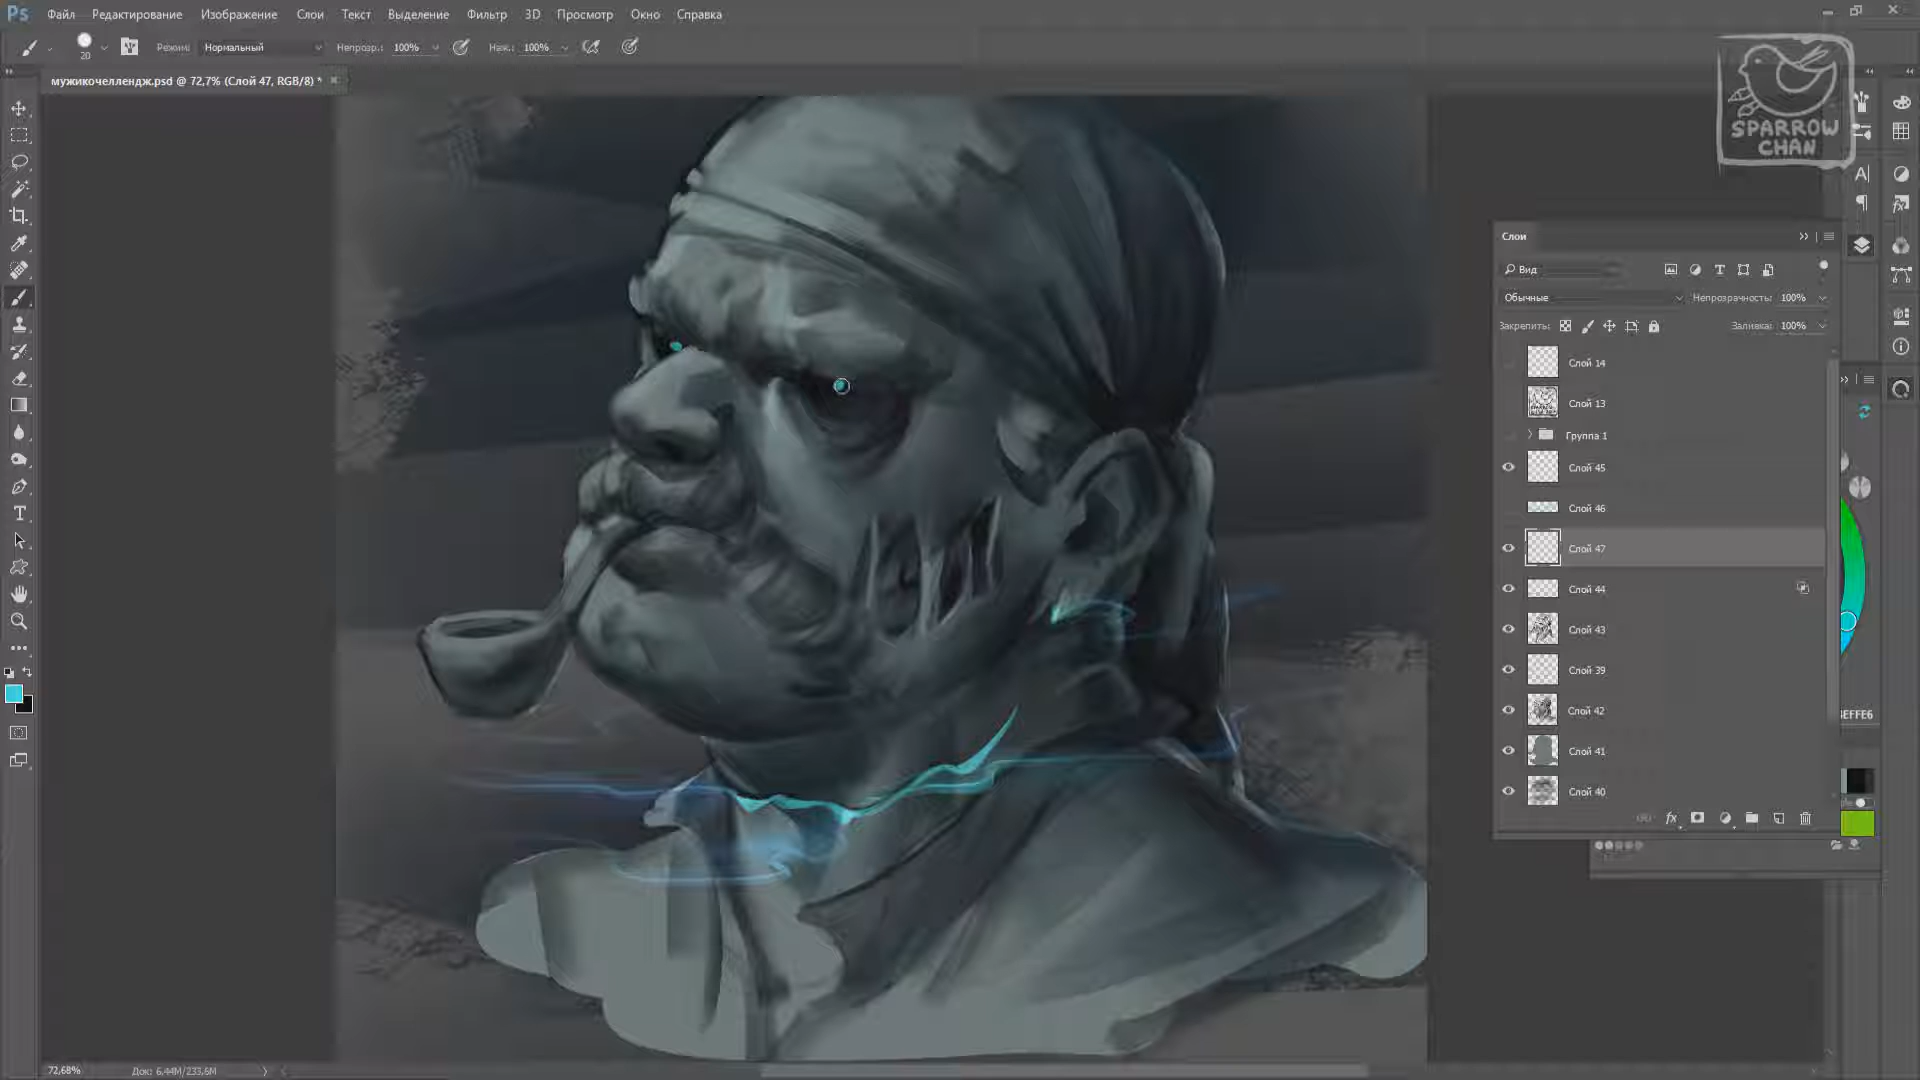 Ps Файл Редактирование Изображение Слои Текст Выделение Фильтр 3D Просмотр Окно Справка
20 Режим: Нормальный Непрозр.: 100% Наж.: 100%
мужикочеллендж.psd @ 72,7% (Слой 47, RGB/8) *
SPARROW
CHAN
Слои
Вид
Обычные Непрозрачность: 100%
Закрепить: Заливка: 100%
Слой 14
Слой 13
Группа 1
Слой 45
Слой 46
Слой 47
Слой 44
Слой 43
Слой 39
Слой 42
EFFE6
Слой 41
Слой 40
fx
72,68% Док: 6,44M/233,6M